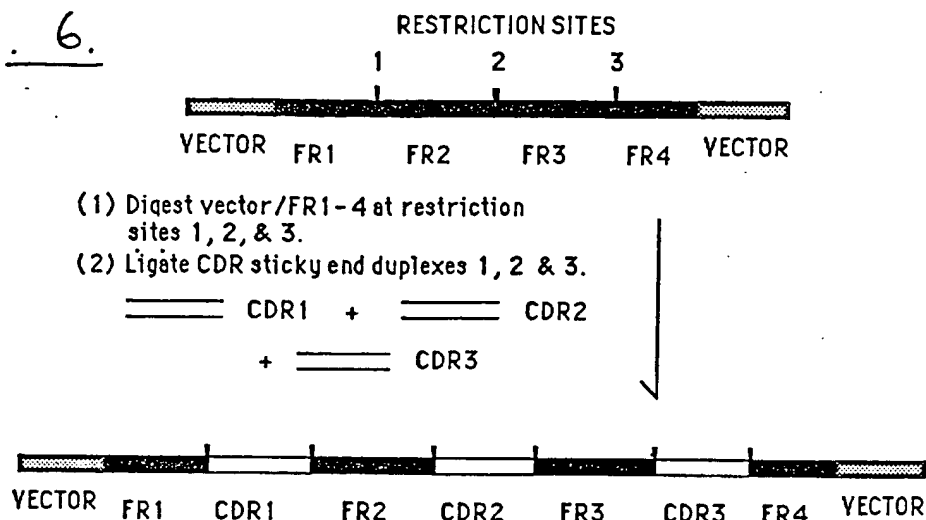 . 6.
RESTRICTION SITES
1 2 3
VECTOR FR1 FR2 FR3 FR4 VECTOR
(1) Digest vector/FR1-4 at restriction
sites 1, 2, & 3.
(2) Ligate CDR sticky end duplexes 1, 2 & 3.
CDR1 + CDR2
+ CDR3
VECTOR FR1 CDR1 FR2 CDR2 FR3 CDR3 FR4 VECTOR